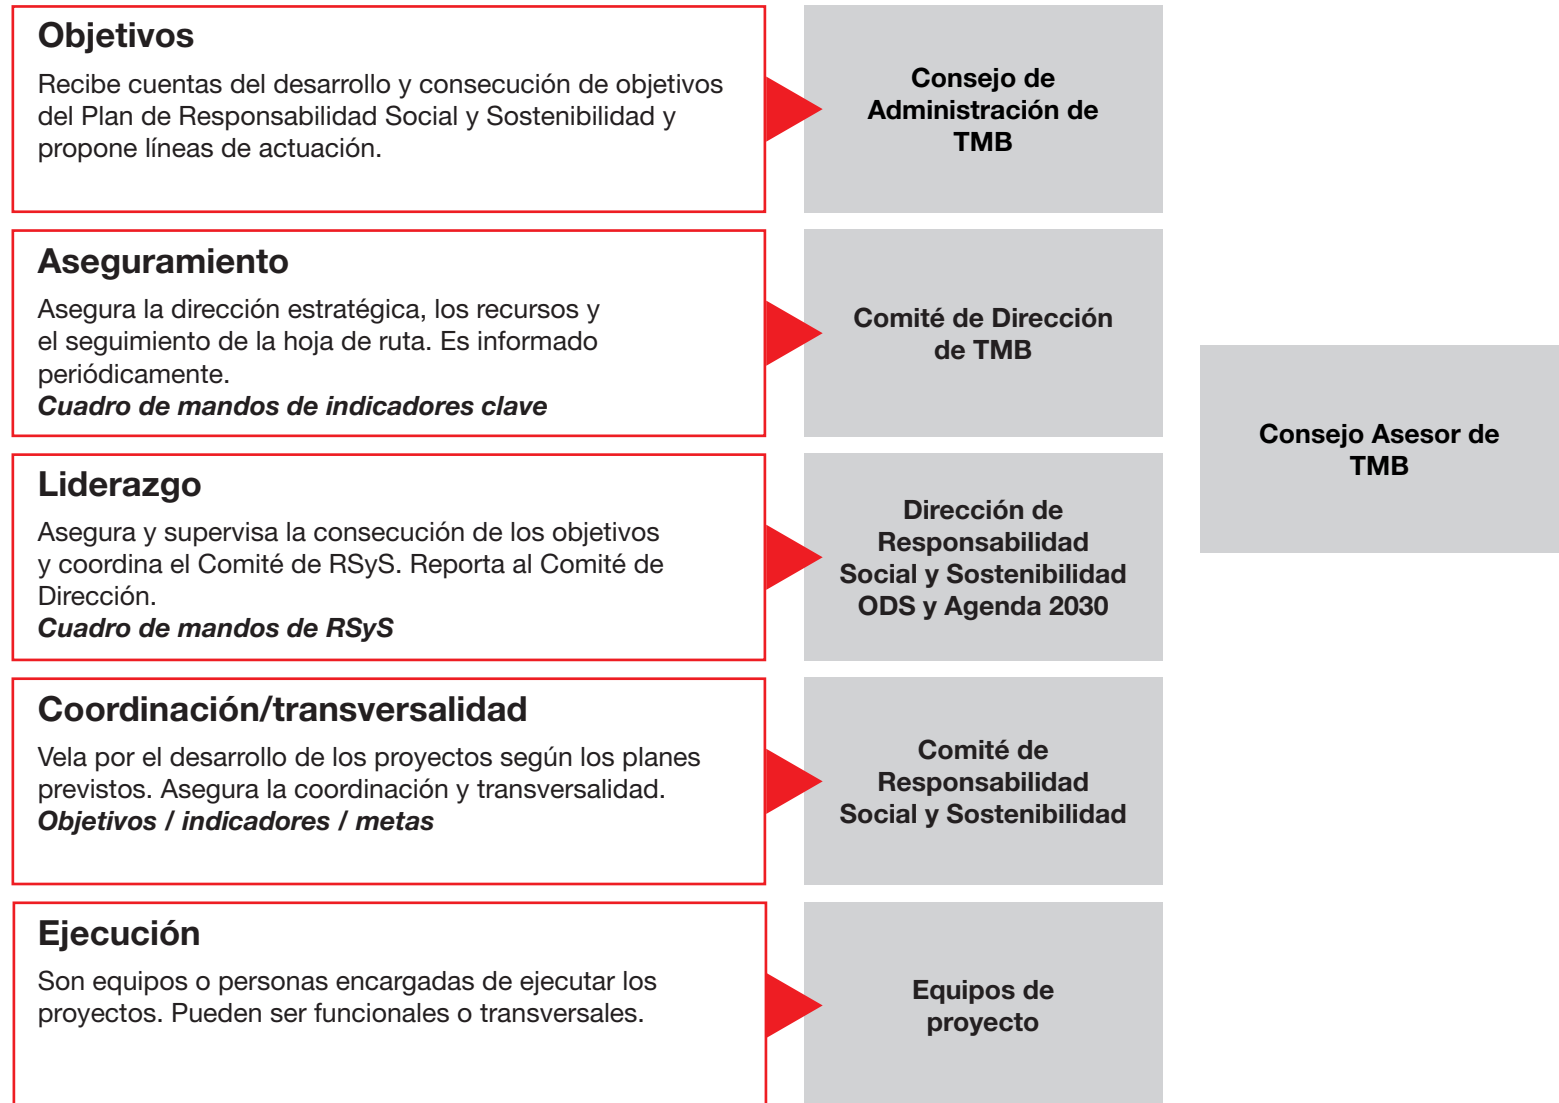 Objetivos
Recibe cuentas del desarrollo y consecución de objetivos
del Plan de Responsabilidad Social y Sostenibilidad y
propone líneas de actuación.
Consejo de
Administración de
TMB
Aseguramiento
Asegura la dirección estratégica, los recursos y
el seguimiento de la hoja de ruta. Es informado
periódicamente.
Cuadro de mandos de indicadores clave
Comité de Dirección
de TMB
Consejo Asesor de
TMB
Liderazgo
Asegura y supervisa la consecución de los objetivos
y coordina el Comité de RSyS. Reporta al Comité de
Dirección.
Cuadro de mandos de RSyS
Dirección de
Responsabilidad
Social y Sostenibilidad
ODS y Agenda 2030
Coordinación/transversalidad
Vela por el desarrollo de los proyectos según los planes
previstos. Asegura la coordinación y transversalidad.
Objetivos / indicadores / metas
Comité de
Responsabilidad
Social y Sostenibilidad
Ejecución
Son equipos o personas encargadas de ejecutar los
proyectos. Pueden ser funcionales o transversales.
Equipos de
proyecto